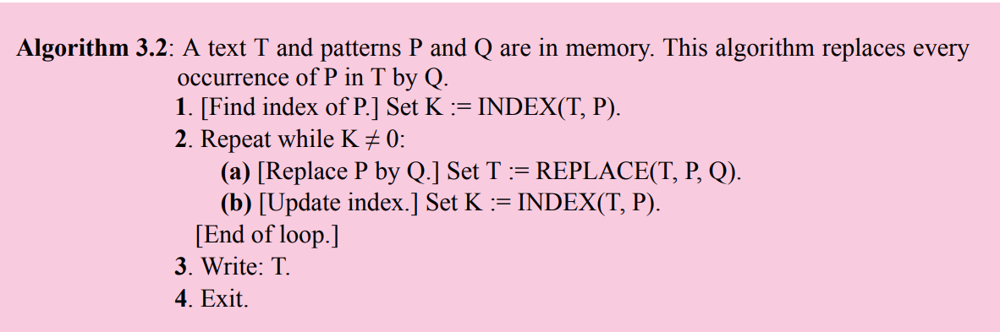 Algorithm 3.2: A text T and patterns P and Q are in memory. This algorithm replaces every
occurrence of P in T by Q.
1. [Find index of P.] Set K := INDEX(T, P).
2. Repeat while K ≠ 0:
(a) [Replace P by Q.] Set T := REPLACE(T, P, Q).
(b) [Update index.] Set K := INDEX(T, P).
[End of loop.]
3. Write: T.
4. Exit.